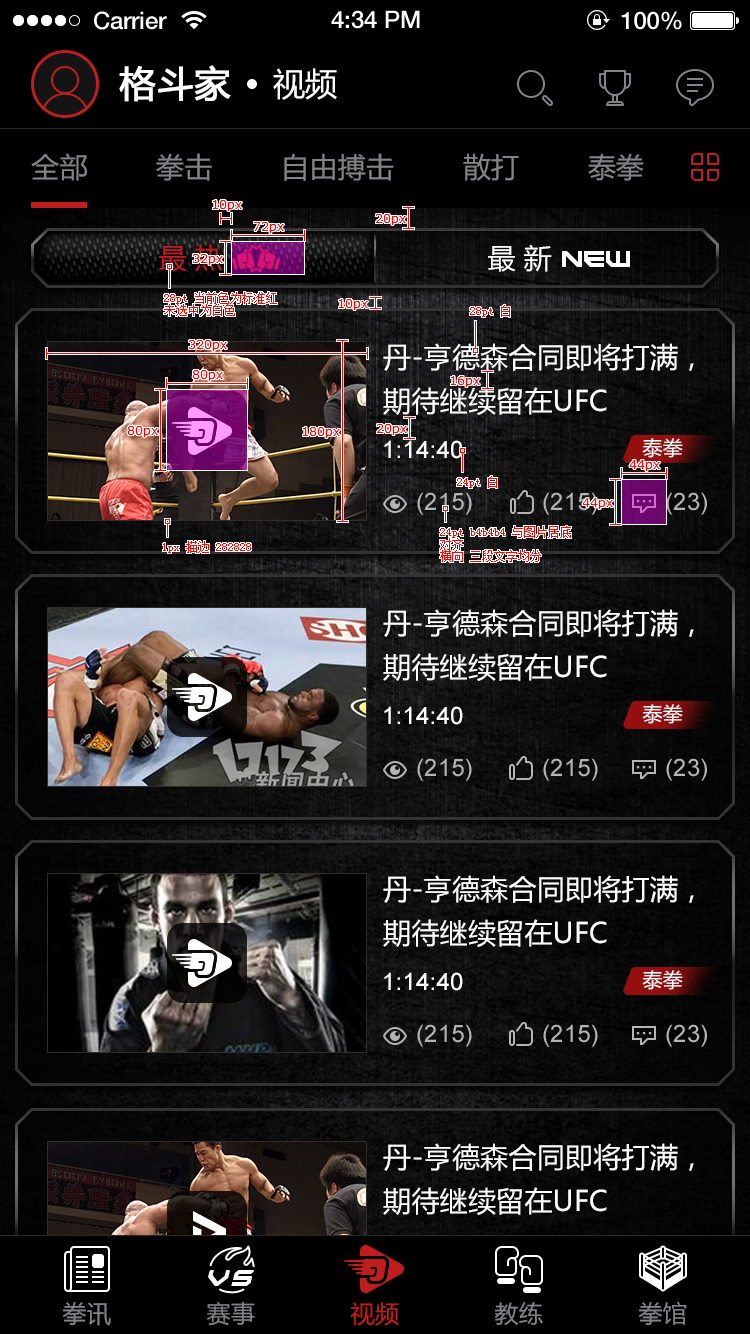 Carrier
4:34 PM
100%
格斗家 • 视频
全部 拳击 自由搏击 散打 泰拳
10px
20px
72px
最热
32px
最新 NEW
28pt 当前色为标准红
未选中为白色
10px
28pt 白
320px
丹-亨德森合同即将打满，
80px
16px
期待继续留在UFC
80px
180px
20px
1:14:40
泰拳
44px
24pt 白
(215) (215) (23)
44px
24pt b4b4b4 与图片居底
对齐
横向 三段文字均分
1px 描边 282828
丹-亨德森合同即将打满，
期待继续留在UFC
1:14:40
泰拳
(215) (215) (23)
17173
新闻中心
丹-亨德森合同即将打满，
期待继续留在UFC
1:14:40
泰拳
(215) (215) (23)
丹-亨德森合同即将打满，
期待继续留在UFC
VS
拳讯 赛事 视频 教练 拳馆